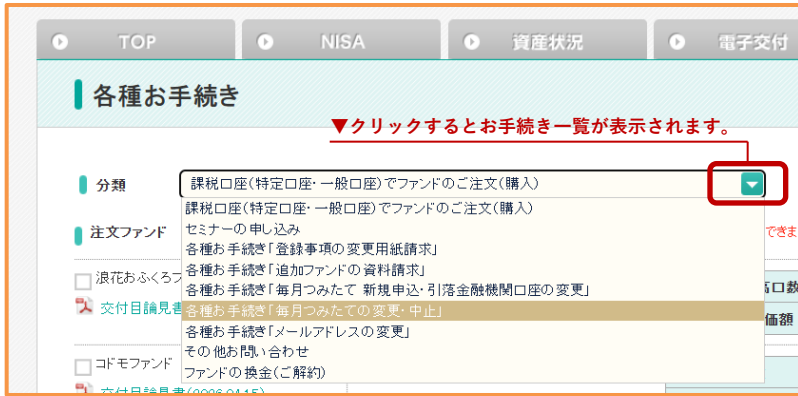 TOP NISA 資産状況 電子交付
各種お手続き
▼クリックするとお手続き一覧が表示されます。
分類 課税口座(特定口座・一般口座)でファンドのご注文(購入)
課税口座(特定口座・一般口座)でファンドのご注文(購入)
注文ファンド セミナーの申し込み できま
各種お手続き「登録事項の変更用紙請求」
各種お手続き「追加ファンドの資料請求」
浪花おふくろフ
各種お手続き「毎月つみたて 新規申込・引落金融機関口座の変更」 口数
交付目論見書 各種お手続き「毎月つみたての変更・中止」 価額
各種お手続き「メールアドレスの変更」
その他お問い合わせ
コドモファンド
ファンドの換金(ご解約)
交付目論見書